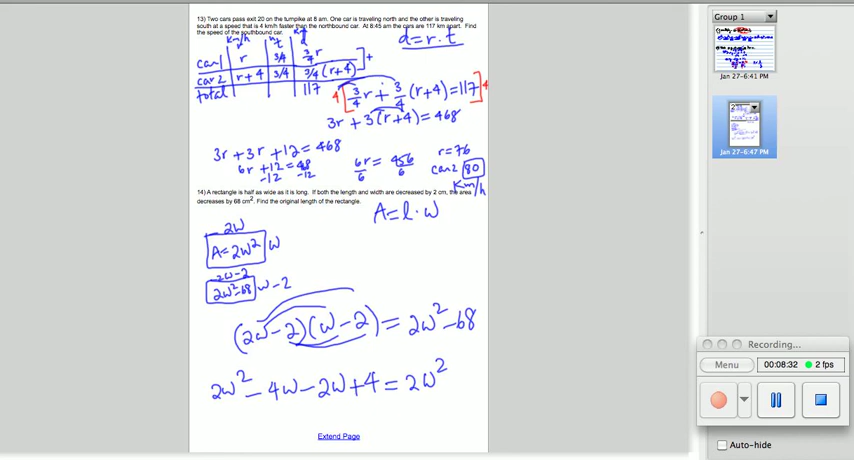 13) Two cars pass exit 20 on the turnpike at 8 am. One car is traveling north and the other is traveling
south at a speed that is 4 km/h faster than the northbound car. At 8:45 am the cars are 117 km apart. Find
the speed of the southbound car.
d=r.t
km/h
car1 r 3/4 3/4 r
+
car2 r+4 3/4 3/4(r+4)
total 117
4[3/4r + 3/4(r+4)=117]4
3r+3(r+4)=468
3r+3r+12=468
6r+12=48
-12 -12
6r/6 = 456/6
r=76
car2 80
Km/h
14) A rectangle is half as wide as it is long. If both the length and width are decreased by 2 cm, the area
decreases by 68 cm². Find the original length of the rectangle.
A=l.w
2w
A=2w² w
2w-2
2w²-68 w-2
(2w-2)(w-2)=2w²-68
2w²-4w-2w+4=2w²
Extend Page
Group 1
Jan 27-6:41 PM
Jan 27-6:47 PM
Recording...
Menu 00:08:32 2 fps
Auto-hide